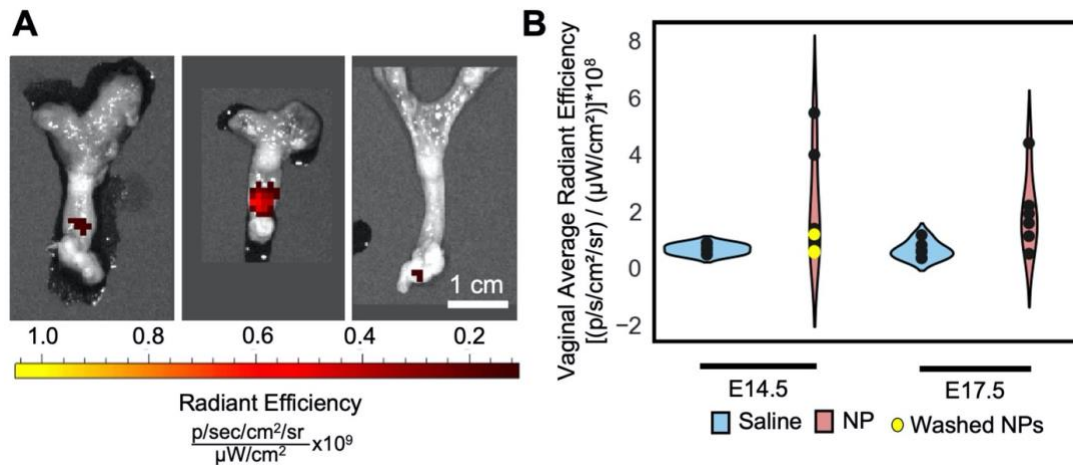 A
1 cm
1.0 0.8 0.6 0.4 0.2
Radiant Efficiency
p/sec/cm²/sr
µW/cm²
x10⁹
B
Vaginal Average Radiant Efficiency
[(p/s/cm²/sr) / (µW/cm²)]*10⁸
8
6
4
2
0
−2
E14.5 E17.5
Saline NP Washed NPs